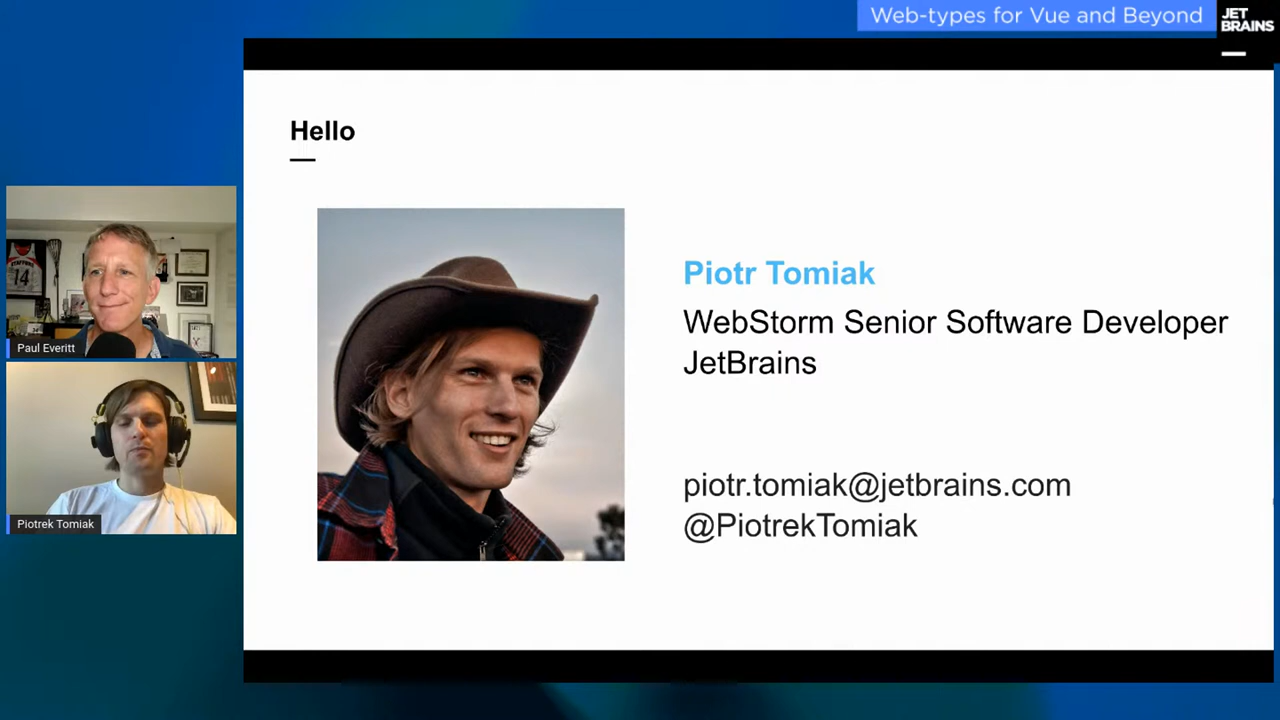 Web-types for Vue and Beyond
JET
BRAINS
Hello
Piotr Tomiak
WebStorm Senior Software Developer
JetBrains
piotr.tomiak@jetbrains.com
@PiotrekTomiak
14
Paul Everitt
Piotrek Tomiak